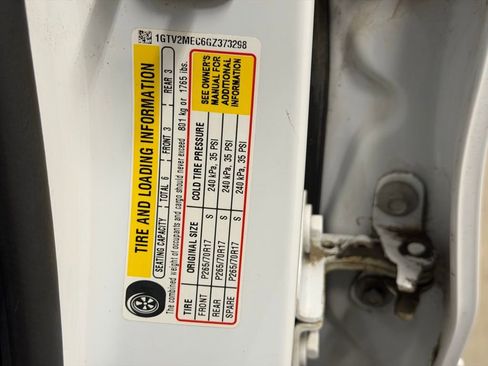 1GTV2MEC6GZ373298
TIRE AND LOADING INFORMATION
SEATING CAPACITY TOTAL 6 FRONT 3 REAR 3
The combined weight of occupants and cargo should never exceed 801 kg or 1765 lbs.
TIRE ORIGINAL SIZE COLD TIRE PRESSURE
FRONT P265/70R17 S 240 kPa, 35 PSI
REAR P265/70R17 S 240 kPa, 35 PSI
SPARE P265/70R17 S 240 kPa, 35 PSI
SEE OWNER'S
MANUAL FOR
ADDITIONAL
INFORMATION